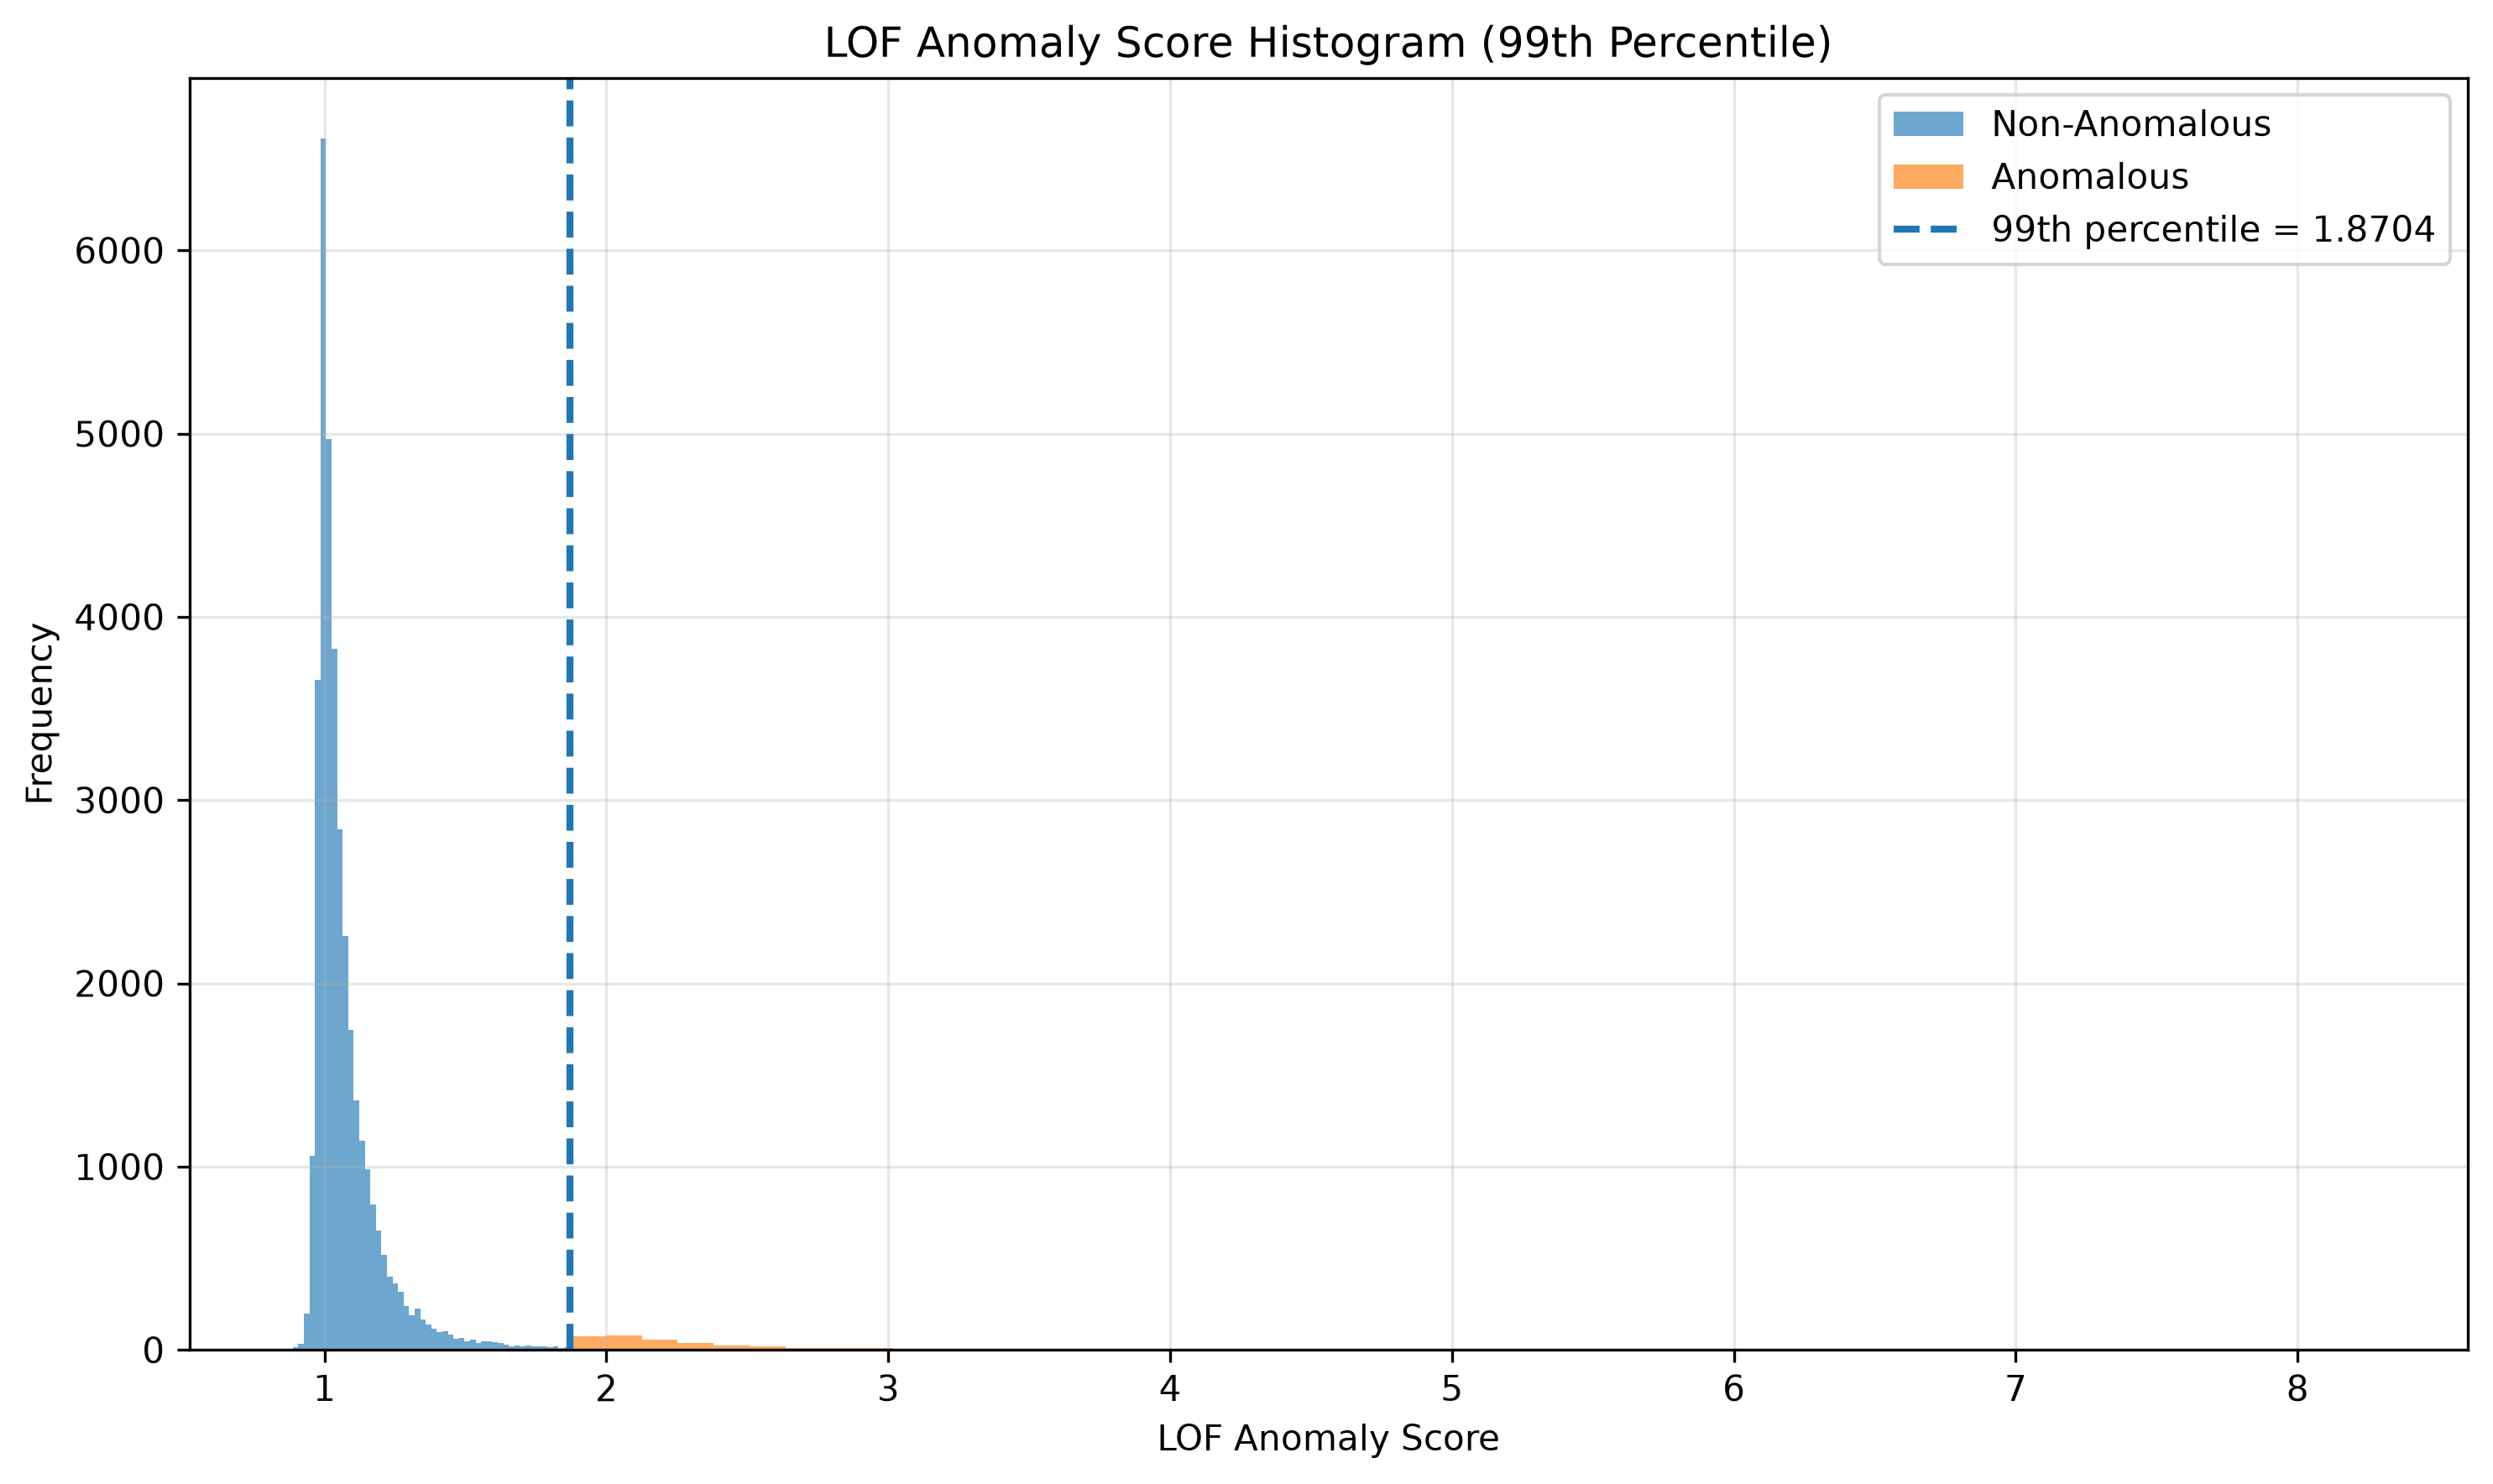 LOF Anomaly Score Histogram (99th Percentile)
Non-Anomalous
Anomalous
99th percentile = 1.8704
Frequency
6000
5000
4000
3000
2000
1000
0
1 2 3 4 5 6 7 8
LOF Anomaly Score